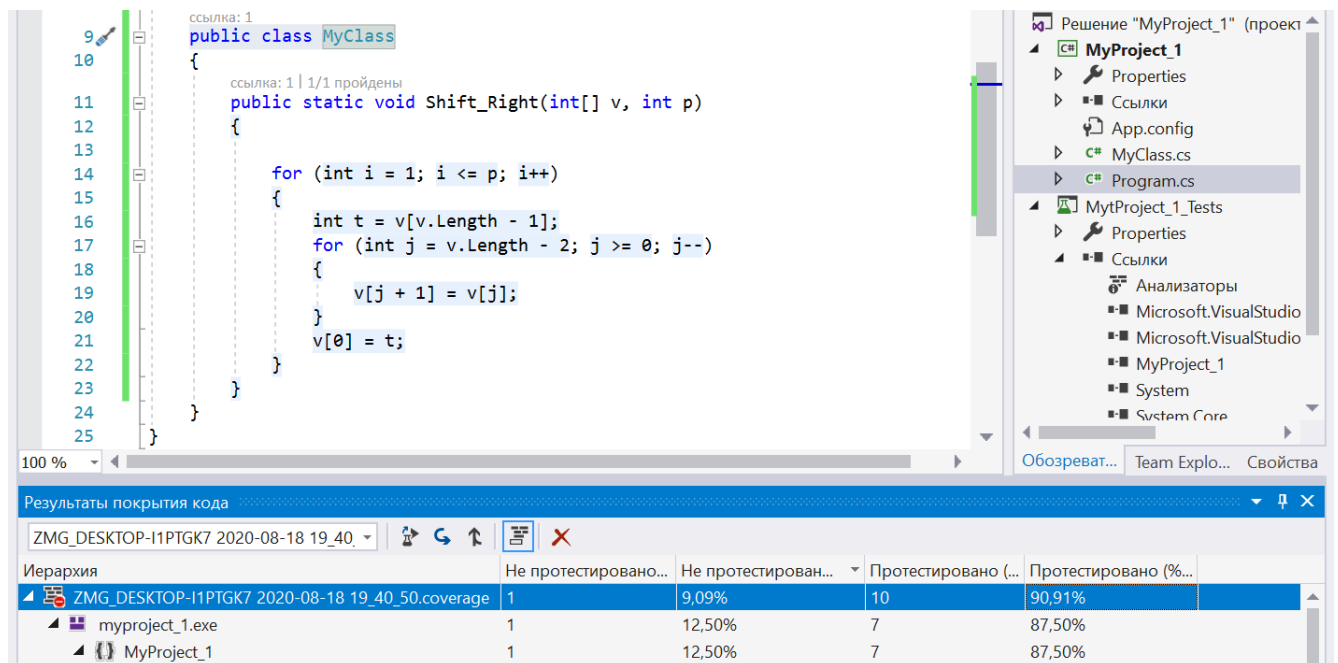 ссылка: 1
9 public class MyClass
10 {
ссылка: 1 | 1/1 пройдены
11 public static void Shift_Right(int[] v, int p)
12 {
13
14 for (int i = 1; i <= p; i++)
15 {
16 int t = v[v.Length - 1];
17 for (int j = v.Length - 2; j >= 0; j--)
18 {
19 v[j + 1] = v[j];
20 }
21 v[0] = t;
22 }
23 }
24 }
25 }
100 %
Решение "MyProject_1" (проект
C# MyProject_1
Properties
Ссылки
App.config
C# MyClass.cs
C# Program.cs
MytProject_1_Tests
Properties
Ссылки
Анализаторы
Microsoft.VisualStudio
Microsoft.VisualStudio
MyProject_1
System
System.Core
Обозреват... Team Explo... Свойства
Результаты покрытия кода
ZMG_DESKTOP-I1PTGK7 2020-08-18 19_40_
Иерархия Не протестировано... Не протестирован... Протестировано (... Протестировано (%...
ZMG_DESKTOP-I1PTGK7 2020-08-18 19_40_50.coverage 1 9,09% 10 90,91%
myproject_1.exe 1 12,50% 7 87,50%
{} MyProject_1 1 12,50% 7 87,50%